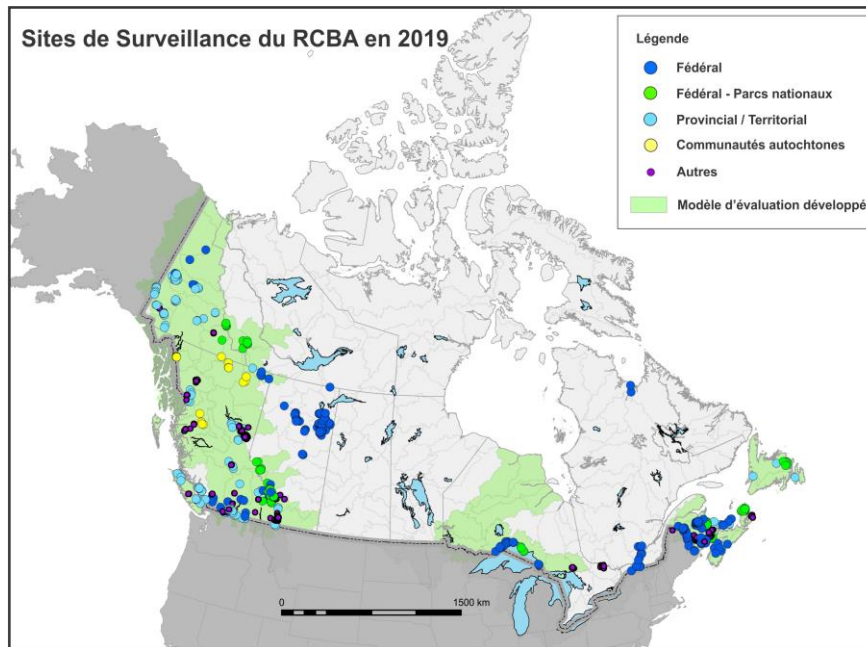 Sites de Surveillance du RCBA en 2019
Légende
Fédéral
Fédéral - Parcs nationaux
Provincial / Territorial
Communautés autochtones
Autres
Modèle d'évaluation développé
0 1500 km